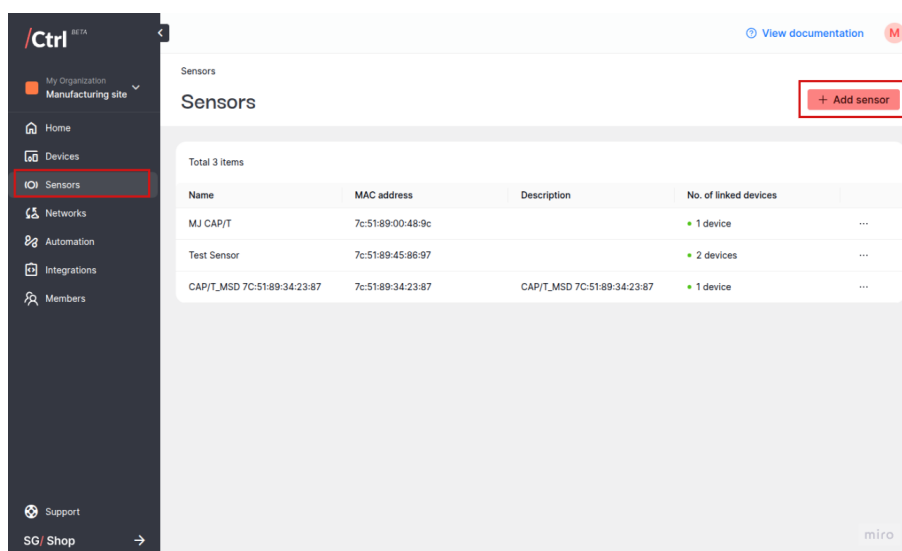 /Ctrl BETA
View documentation
M
My Organization
Manufacturing site
Sensors
Sensors
+ Add sensor
Home
Devices
Sensors
Networks
Automation
Integrations
Members
Total 3 items
Name MAC address Description No. of linked devices
MJ CAP/T 7c:51:89:00:48:9c 1 device ...
Test Sensor 7c:51:89:45:86:97 2 devices ...
CAP/T_MSD 7C:51:89:34:23:87 7c:51:89:34:23:87 CAP/T_MSD 7C:51:89:34:23:87 1 device ...
Support
SG/ Shop
miro